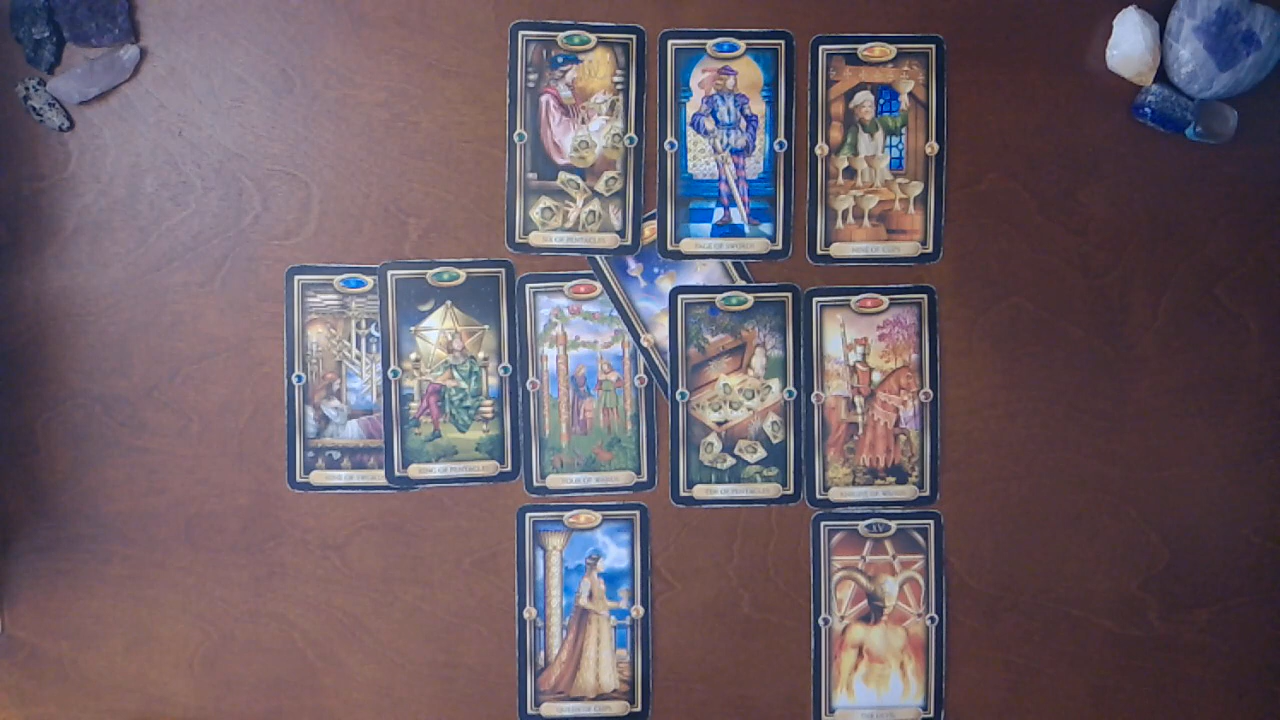 SIX OF PENTACLES
PAGE OF SWORDS
NINE OF CUPS
NINE OF SWORDS
KING OF PENTACLES
FOUR OF WANDS
TEN OF PENTACLES
KNIGHT OF WANDS
QUEEN OF CUPS
XV
THE DEVIL